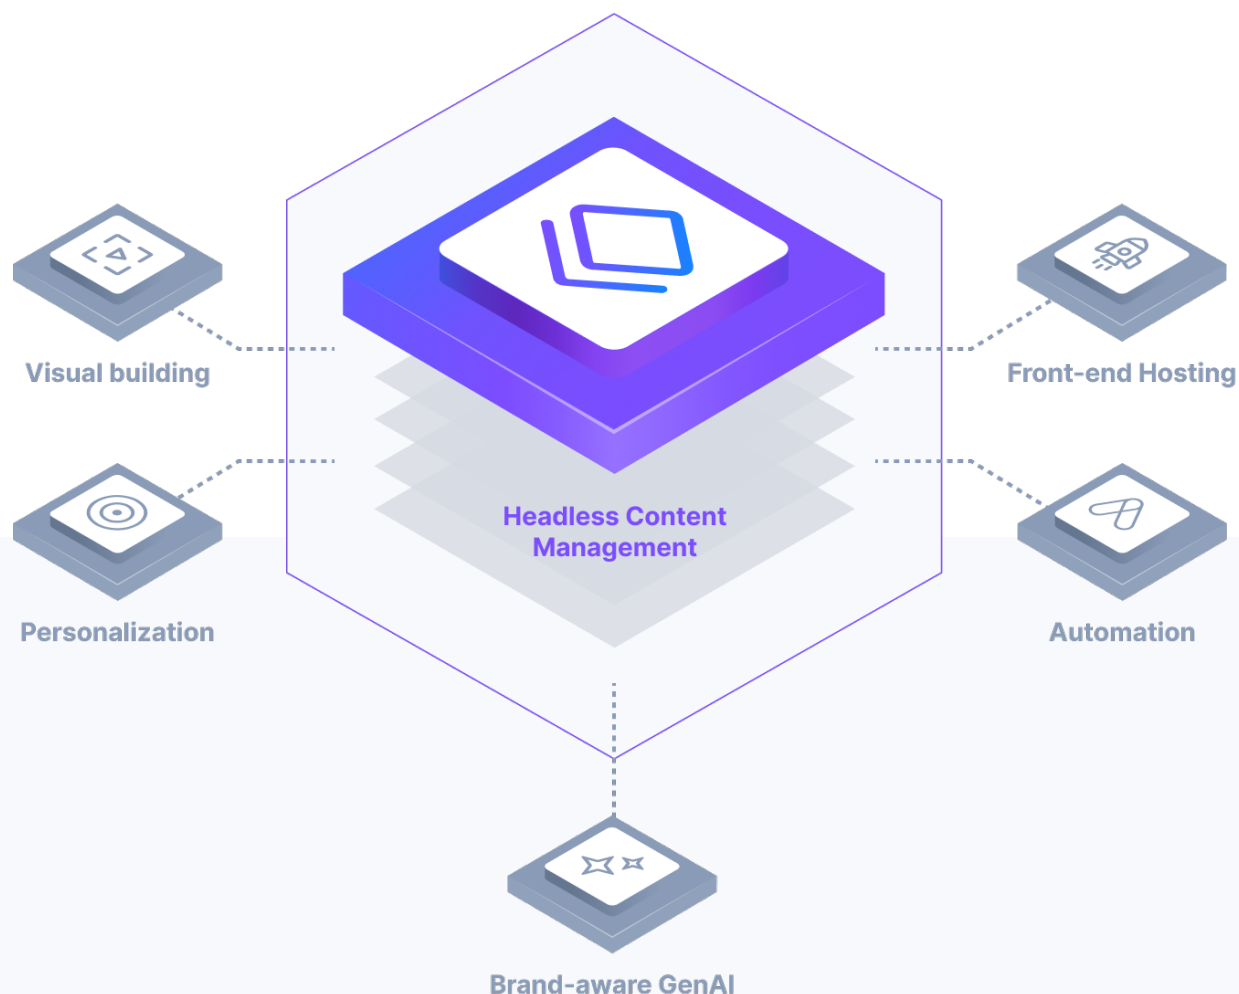 Visual building
Front-end Hosting
Headless Content
Management
Personalization
Automation
Brand-aware GenAI